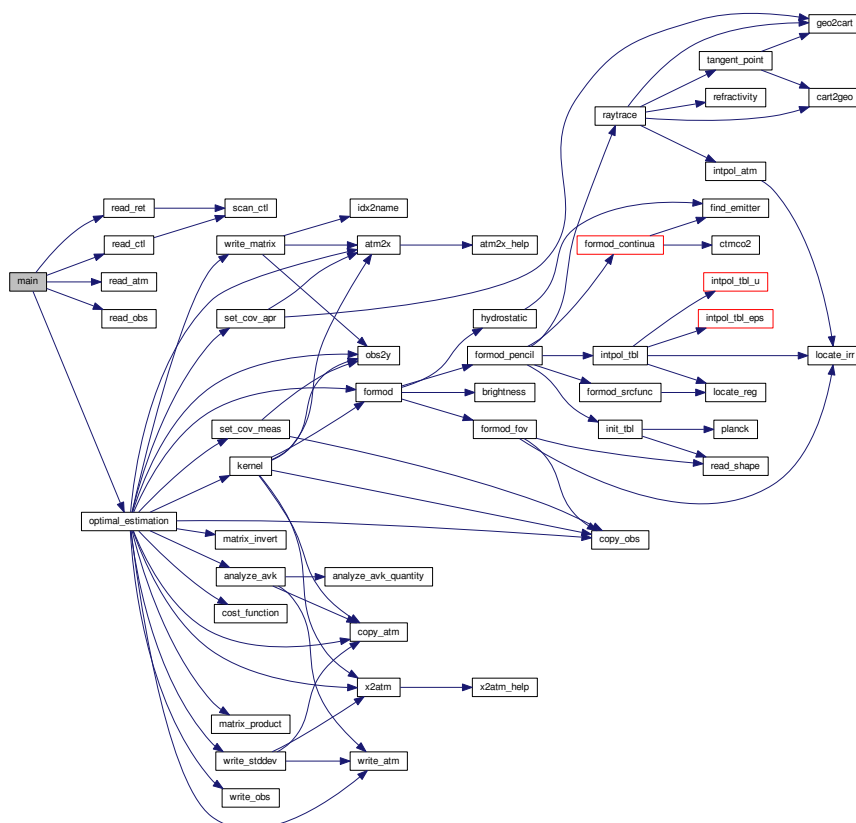 geo2cart
tangent_point
refractivity
cart2geo
raytrace
intpol_atm
read_ret
scan_ctl
idx2name
find_emitter
read_ctl
write_matrix
atm2x
atm2x_help
formod_continua
ctmco2
main
read_atm
intpol_tbl_u
read_obs
set_cov_apr
hydrostatic
intpol_tbl_eps
obs2y
formod_pencil
intpol_tbl
locate_irr
formod
brightness
formod_srcfunc
locate_reg
set_cov_meas
formod_fov
init_tbl
planck
kernel
read_shape
optimal_estimation
matrix_invert
copy_obs
analyze_avk
analyze_avk_quantity
cost_function
copy_atm
x2atm
x2atm_help
matrix_product
write_stddev
write_atm
write_obs